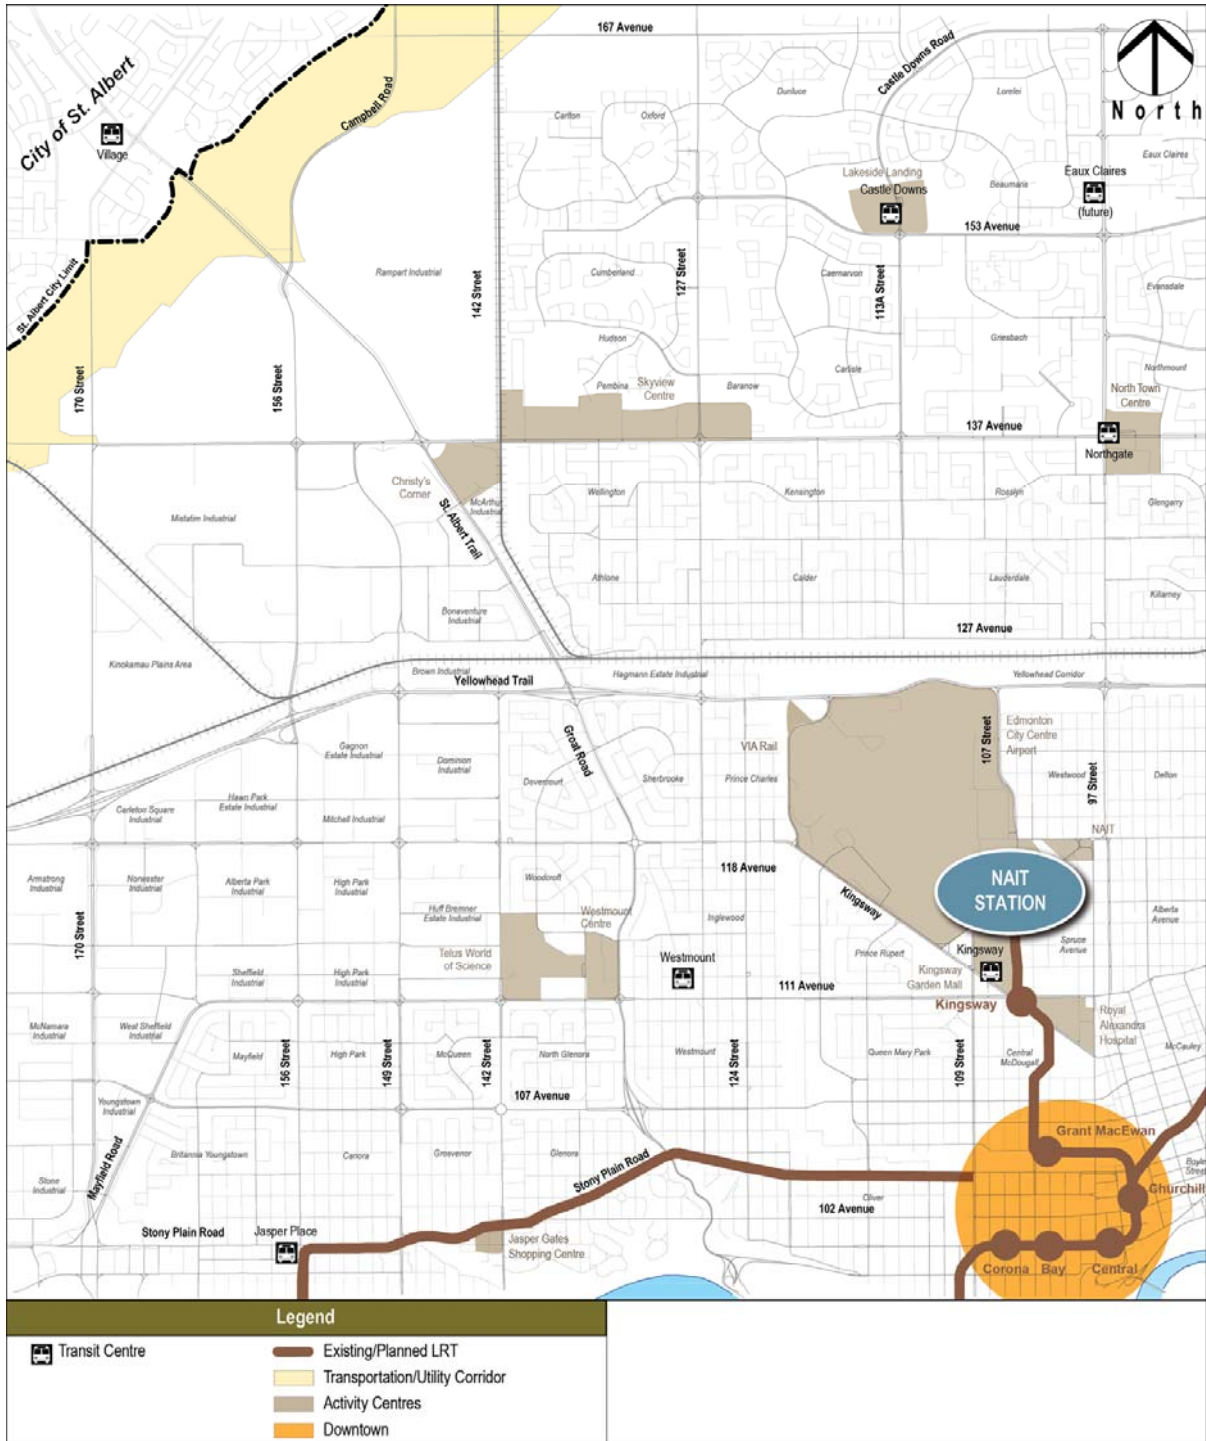 167 Avenue
City of St. Albert
Village
Campbell Road
Castle Downs Road
North
Dunluce
Lorelei
Carlton
Oxford
Eaux Claires
Lakeside Landing
Castle Downs
Beaumaris
Eaux Claires
(future)
153 Avenue
St. Albert City Limit
Rampart Industrial
142 Street
Cumberland
127 Street
Caernarvon
113A Street
Evansdale
Hudson
Griesbach
170 Street
156 Street
Pembina
Skyview
Centre
Baranow
Carlisle
Northmount
North Town
Centre
137 Avenue
Northgate
Christy's
Corner
McArthur
Industrial
Wellington
Kensington
Rosslyn
Glengarry
Mistatim Industrial
St. Albert Trail
Athlone
Calder
Lauderdale
Killarney
Bonaventure
Industrial
127 Avenue
Kinokamau Plains Area
Brown Industrial
Yellowhead Trail
Hagmann Estate Industrial
Yellowhead Corridor
Groat Road
107 Street
Edmonton
City Centre
Airport
VIA Rail
Gagnon
Estate Industrial
Dominion
Industrial
Dovercourt
Sherbrooke
Prince Charles
Westwood
97 Street
Delton
Carleton Square
Industrial
Hawin Park
Estate Industrial
Mitchell Industrial
NAIT
118 Avenue
Armstrong
Industrial
Norwester
Industrial
Alberta Park
Industrial
High Park
Industrial
Woodcroft
Kingsway
NAIT
STATION
Huff Bremner
Estate Industrial
Westmount
Centre
Inglewood
Alberta
Avenue
170 Street
Telus World
of Science
Westmount
Prince Rupert
Kingsway
Spruce
Avenue
Sheffield
Industrial
High Park
Industrial
Kingsway
Garden Mall
111 Avenue
Kingsway
McNamara
Industrial
West Sheffield
Industrial
Royal
Alexandra
Hospital
Mayfield
156 Street
High Park
149 Street
McQueen
142 Street
North Glenora
Westmount
124 Street
Queen Mary Park
109 Street
Central
McDougall
McCauley
107 Avenue
Youngstown
Industrial
Mayfield Road
Britannia Youngstown
Canora
Grosvenor
Glenora
Stony Plain Road
Grant MacEwan
Boyle
Street
Stone
Industrial
Oliver
102 Avenue
Churchill
Stony Plain Road
Jasper Place
Jasper Gates
Shopping Centre
Corona
Bay
Central
Legend
Transit Centre
Existing/Planned LRT
Transportation/Utility Corridor
Activity Centres
Downtown